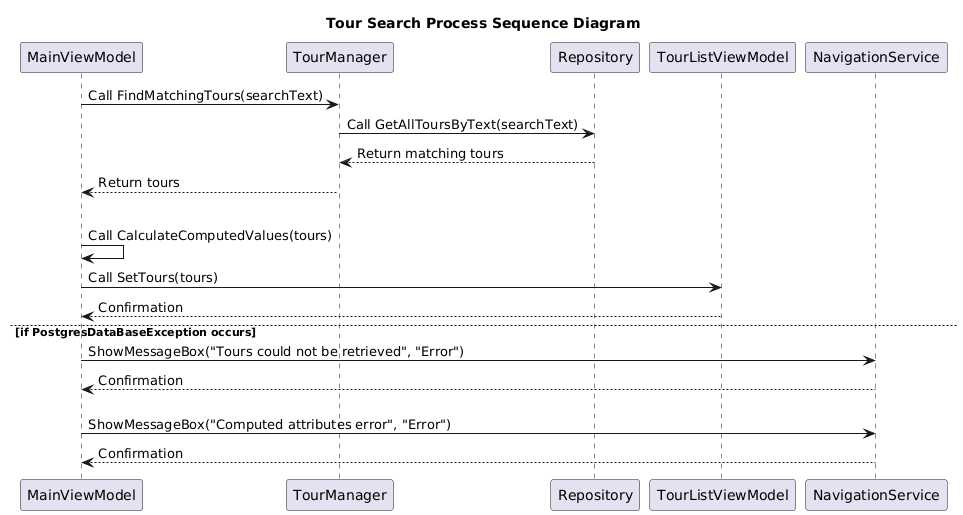 Tour Search Process Sequence Diagram
MainViewModel
TourManager
Repository
TourListViewModel
NavigationService
Call FindMatchingTours(searchText)
Call GetAllToursByText(searchText)
Return matching tours
Return tours
Call CalculateComputedValues(tours)
Call SetTours(tours)
Confirmation
[if PostgresDataBaseException occurs]
ShowMessageBox("Tours could not be retrieved", "Error")
Confirmation
ShowMessageBox("Computed attributes error", "Error")
Confirmation
MainViewModel
TourManager
Repository
TourListViewModel
NavigationService